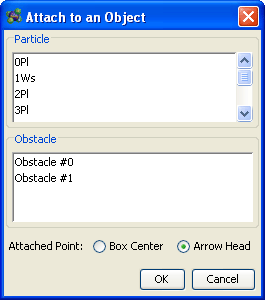 Attach to an Object
Particle
0Pl
1Ws
2Pl
3Pl
Obstacle
Obstacle #0
Obstacle #1
Attached Point: Box Center Arrow Head
OK Cancel